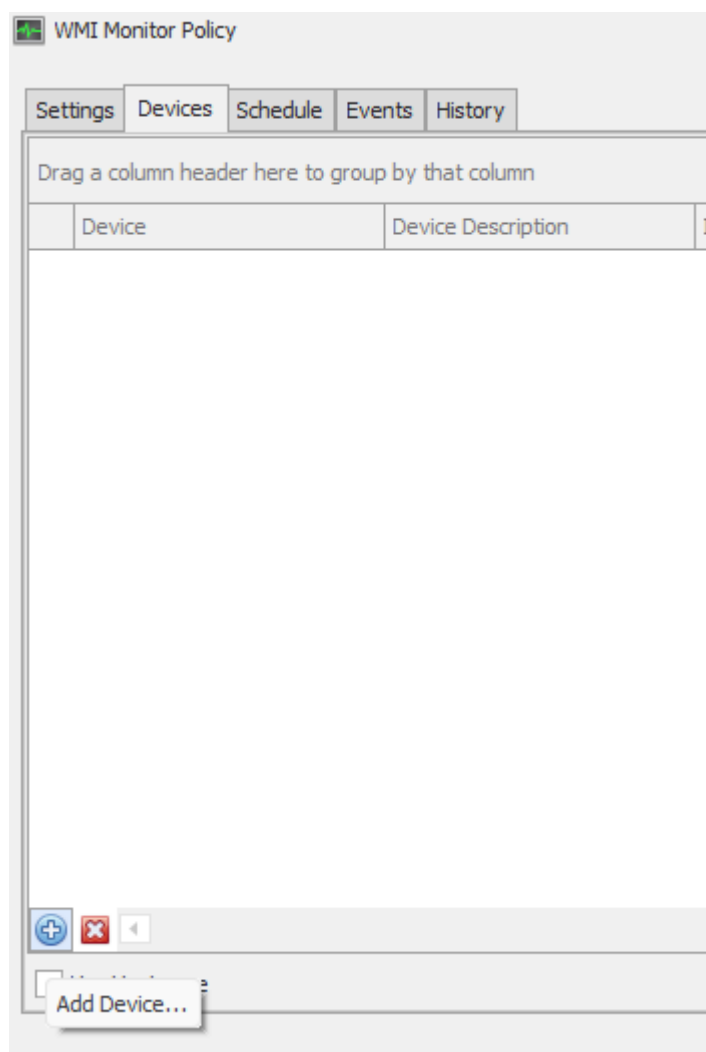 WMI Monitor Policy
Settings Devices Schedule Events History
Drag a column header here to group by that column
Device Device Description
Add Device...